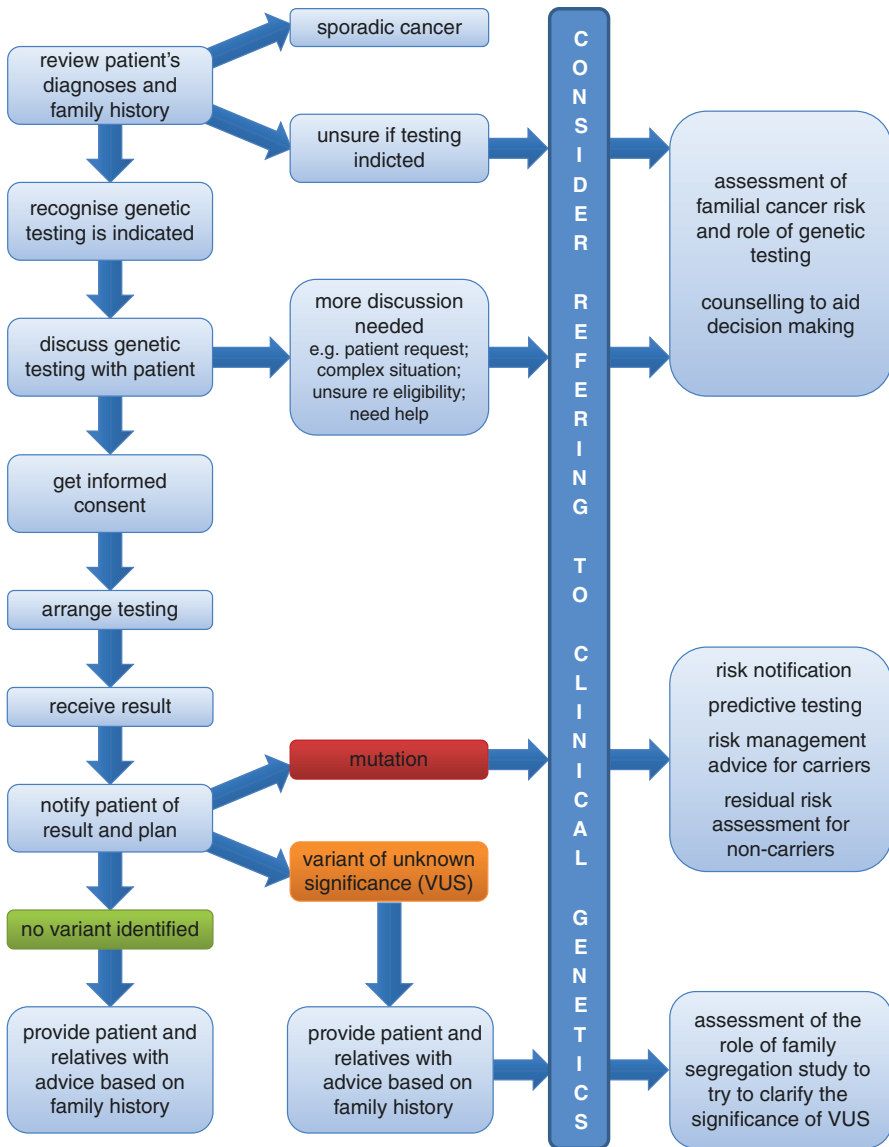 sporadic cancer
review patient's
diagnoses and
family history
unsure if testing
indicted
recognise genetic
testing is indicated
discuss genetic
testing with patient
more discussion
needed
e.g. patient request;
complex situation;
unsure re eligibility;
need help
get informed
consent
arrange testing
receive result
notify patient of
result and plan
mutation
variant of unknown
significance (VUS)
no variant identified
provide patient and
relatives with
advice based on
family history
provide patient and
relatives with
advice based on
family history
CONSIDER REFERING TO CLINICAL GENETICS
assessment of
familial cancer risk
and role of genetic
testing
counselling to aid
decision making
risk notification
predictive testing
risk management
advice for carriers
residual risk
assessment for
non-carriers
assessment of the
role of family
segregation study to
try to clarify the
significance of VUS